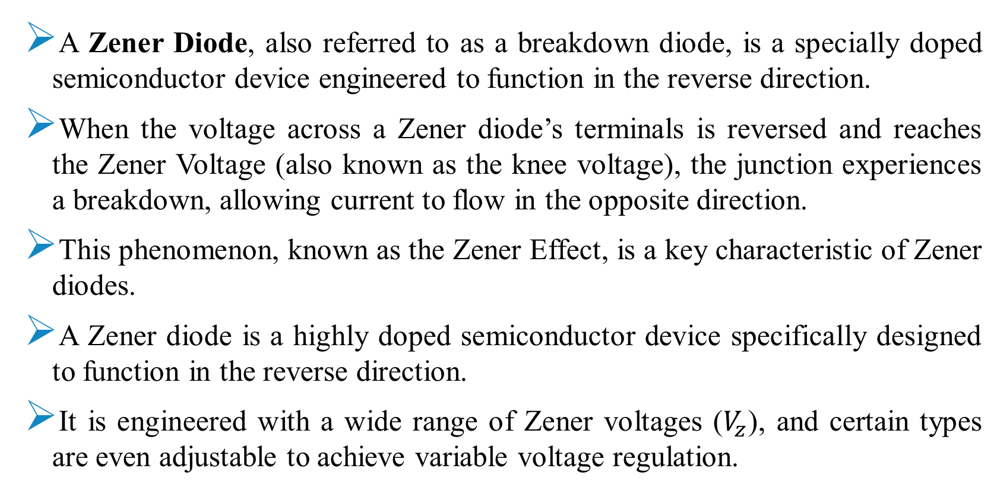 A Zener Diode, also referred to as a breakdown diode, is a specially doped
semiconductor device engineered to function in the reverse direction.
When the voltage across a Zener diode’s terminals is reversed and reaches
the Zener Voltage (also known as the knee voltage), the junction experiences
a breakdown, allowing current to flow in the opposite direction.
This phenomenon, known as the Zener Effect, is a key characteristic of Zener
diodes.
A Zener diode is a highly doped semiconductor device specifically designed
to function in the reverse direction.
It is engineered with a wide range of Zener voltages (V_z), and certain types
are even adjustable to achieve variable voltage regulation.